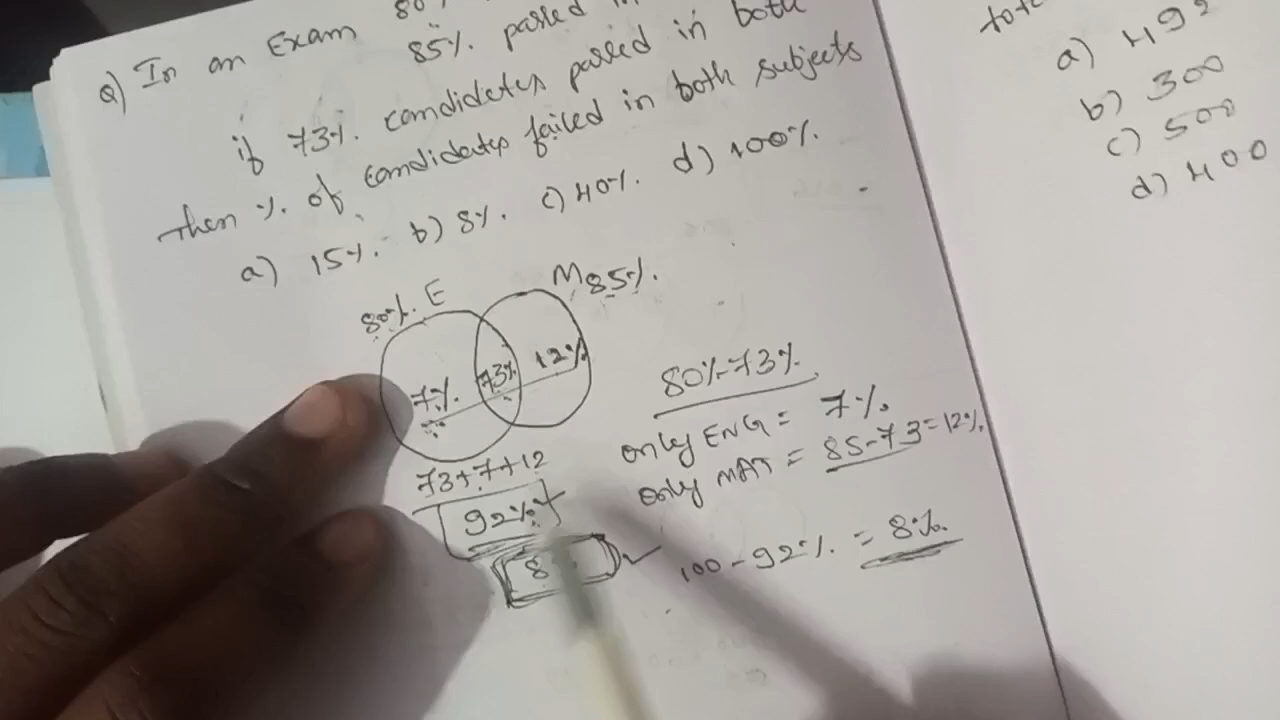 Q) In an Exam 80%
85% passed in
if 73% candidates passed in both
Then % of candidates failed in both subjects
a) 15%. b) 8%. c) 40%. d) 100%.
80%. E M 85%.
7%. 73% 12%
73+7+12
92%
8
80%-73%
only ENG = 7%.
only MAT = 85-73=12%.
100-92%. = 8%.
a) 492
b) 300
c) 500
d) 400